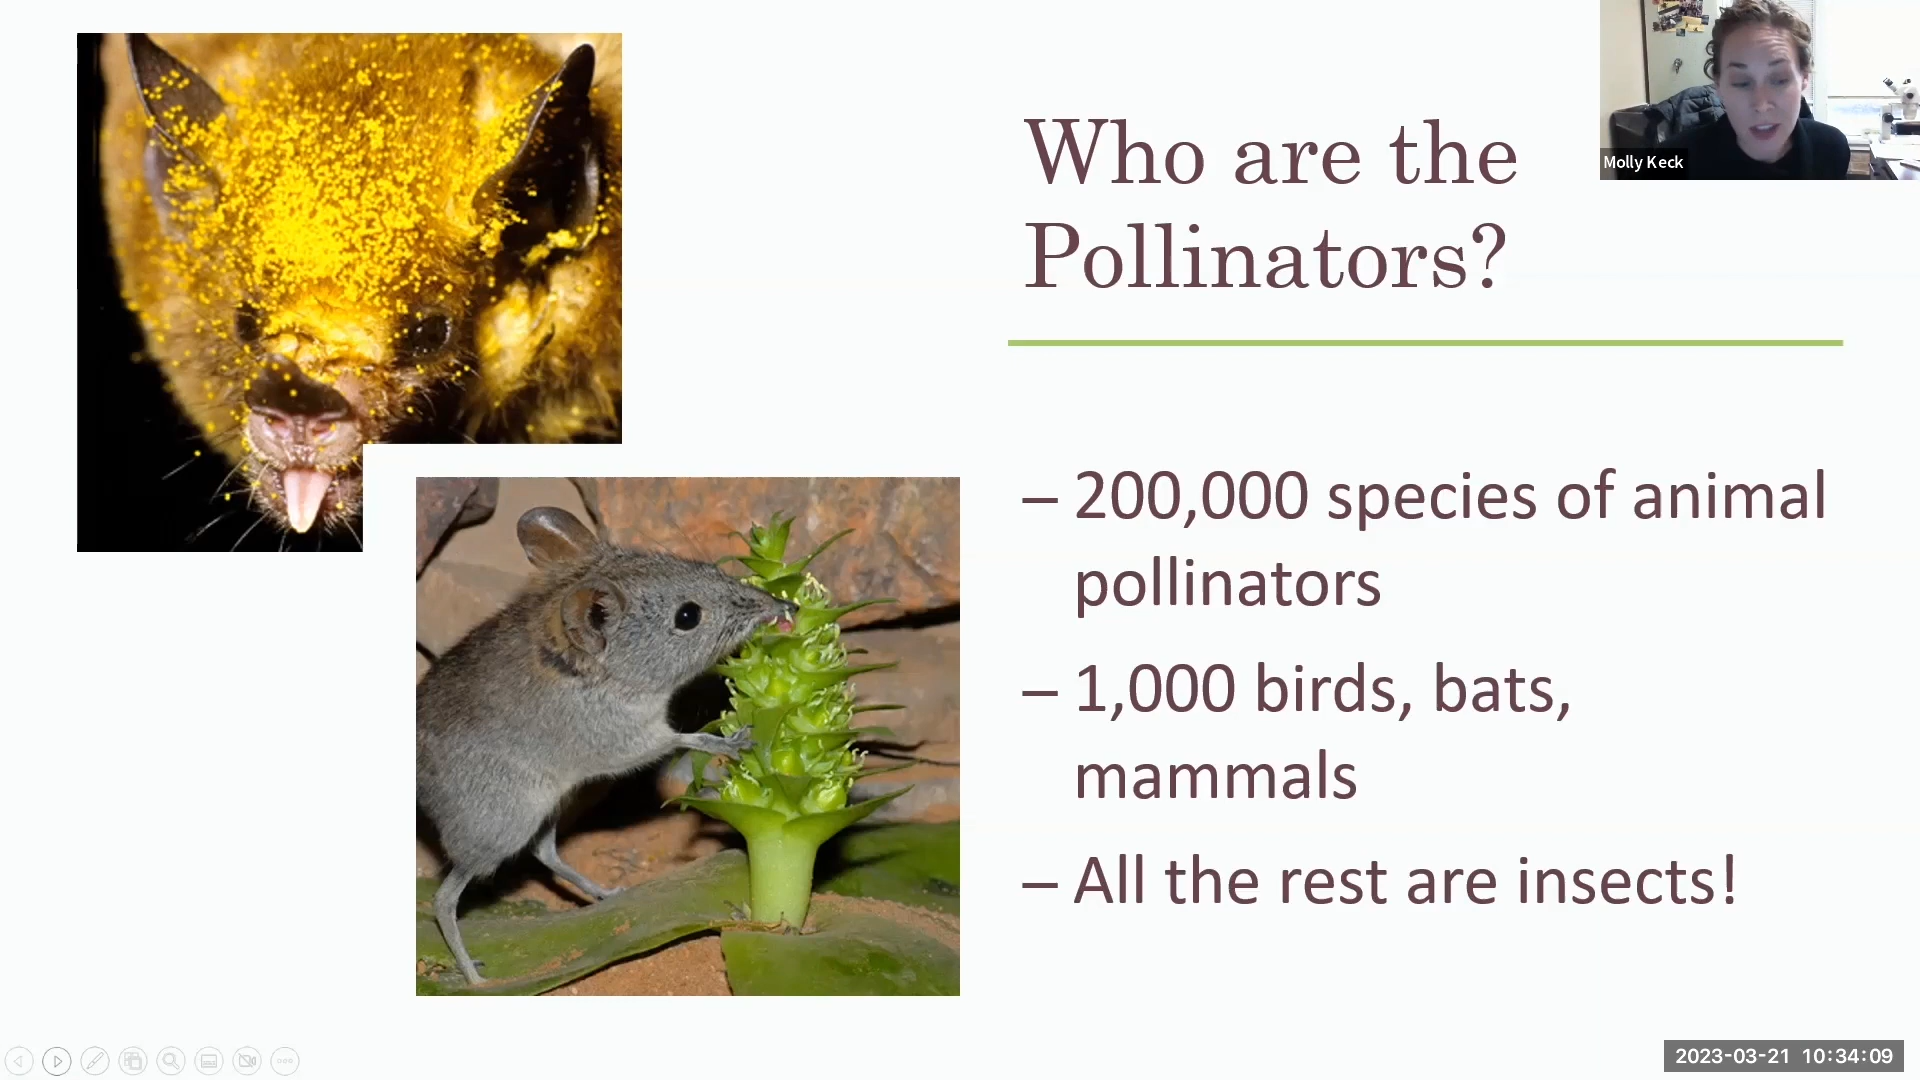 Who are the
Pollinators?
Molly Keck
– 200,000 species of animal
pollinators
– 1,000 birds, bats,
mammals
– All the rest are insects!
2023-03-21 10:34:09